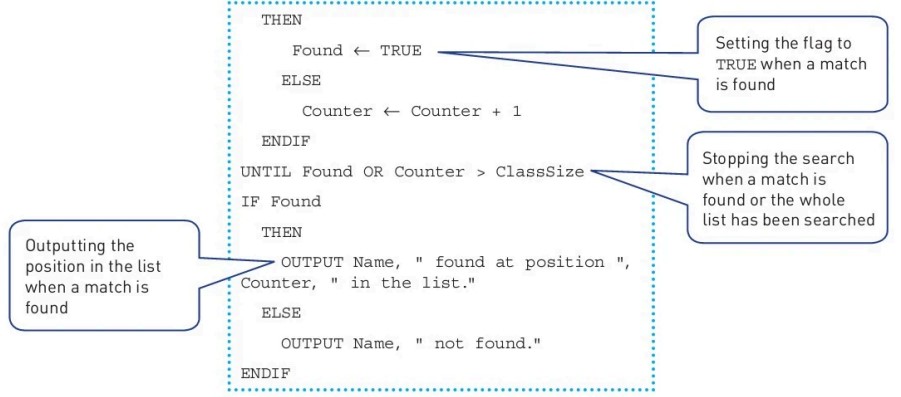 THEN
Found ← TRUE
ELSE
Counter ← Counter + 1
ENDIF
UNTIL Found OR Counter > ClassSize
IF Found
THEN
OUTPUT Name, " found at position ",
Counter, " in the list."
ELSE
OUTPUT Name, " not found."
ENDIF
Setting the flag to
TRUE when a match
is found
Stopping the search
when a match is
found or the whole
list has been searched
Outputting the
position in the list
when a match is
found